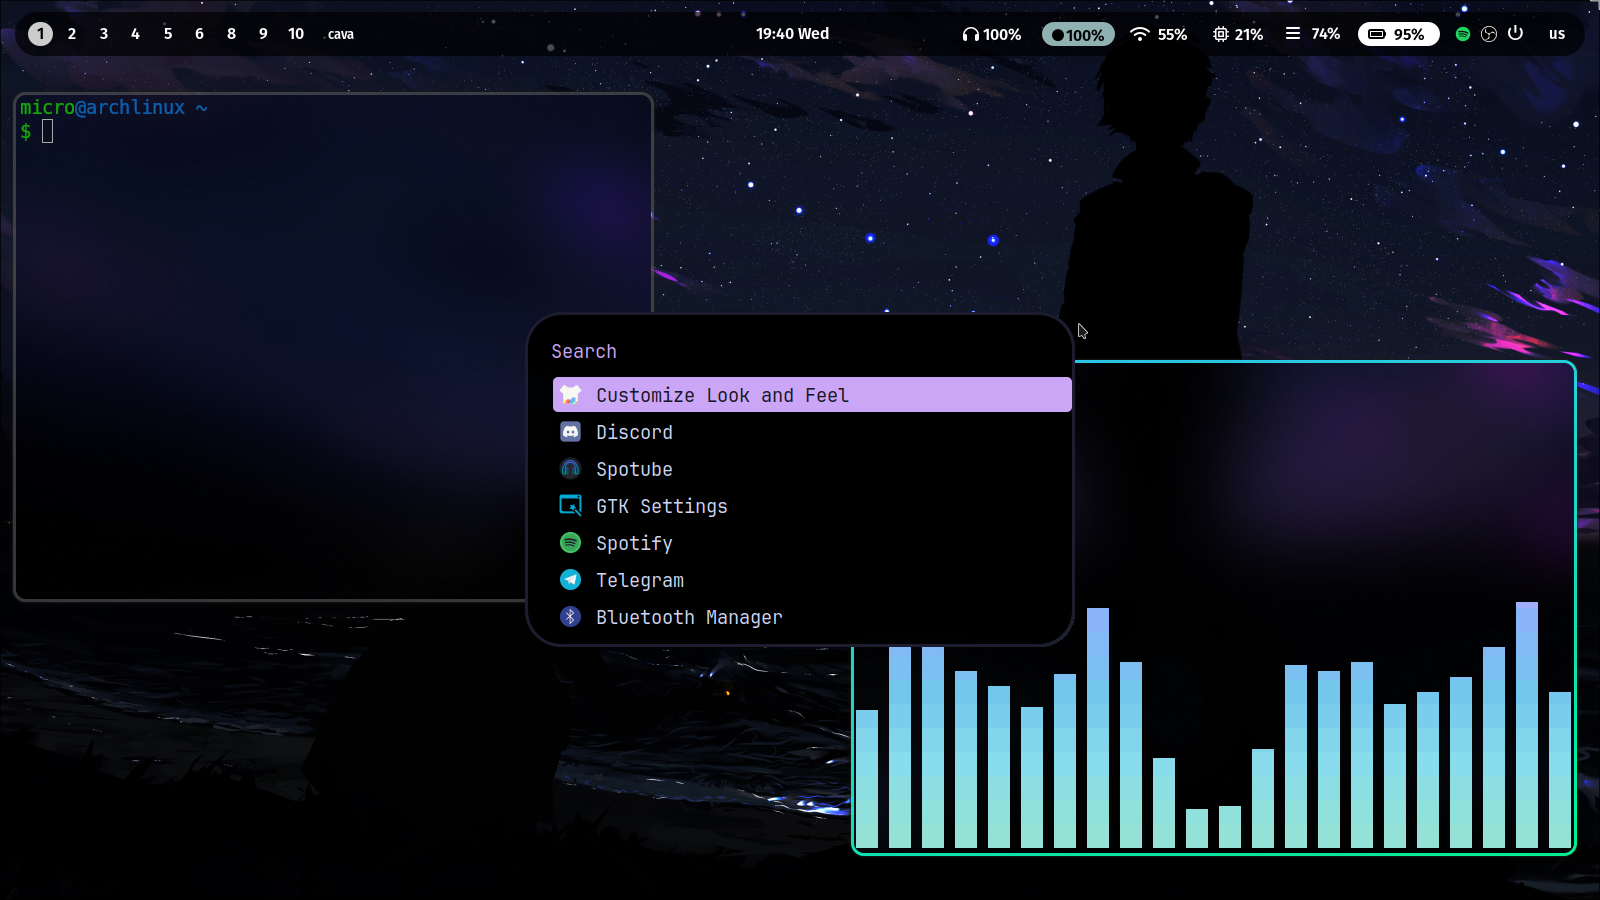 1 2 3 4 5 6 8 9 10 cava 19:40 Wed 100% 100% 55% 21% 74% 95% us
micro@archlinux ~
$
Search
Customize Look and Feel
Discord
Spotube
GTK Settings
Spotify
Telegram
Bluetooth Manager